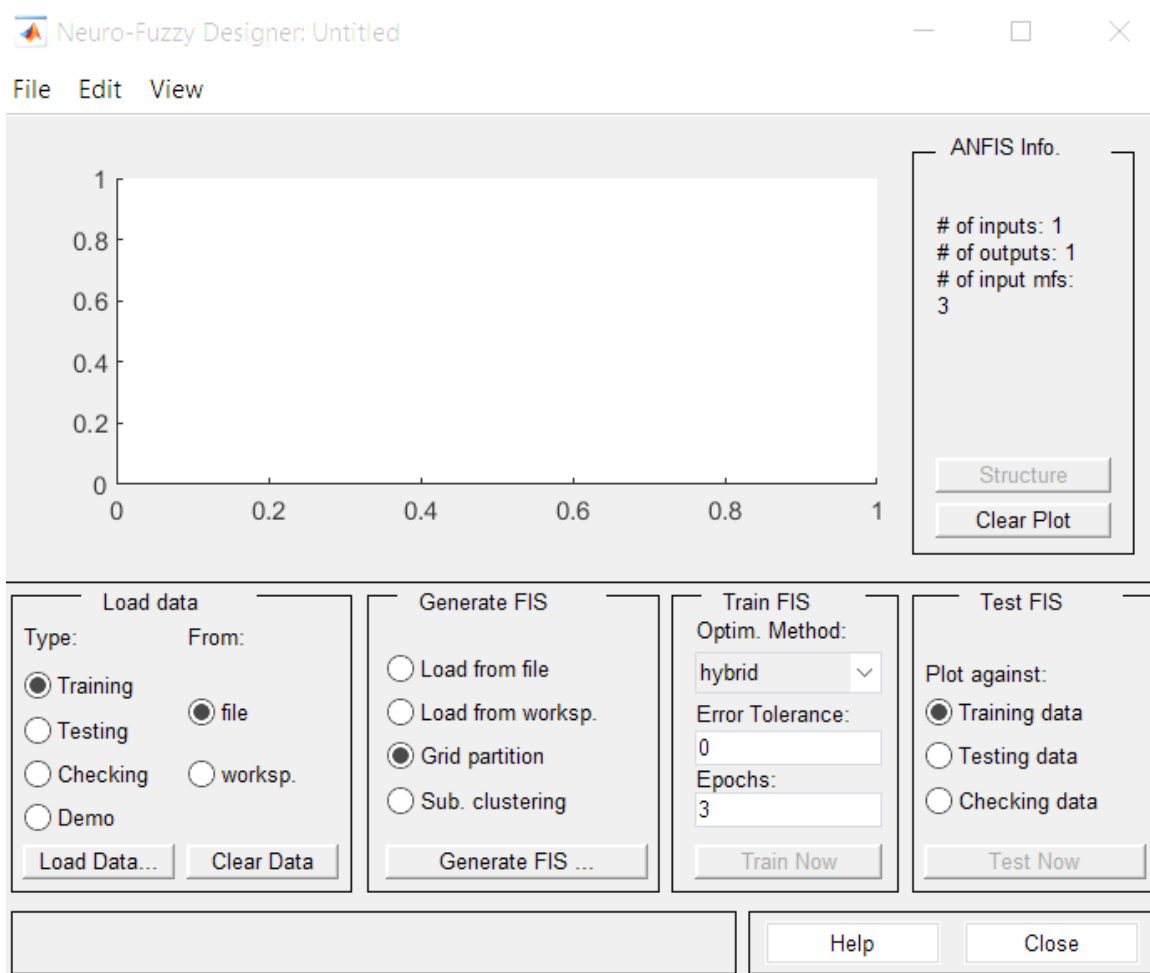 Neuro-Fuzzy Designer: Untitled
File Edit View
ANFIS Info.
# of inputs: 1
# of outputs: 1
# of input mfs:
3
Structure
Clear Plot
1
0.8
0.6
0.4
0.2
0
0 0.2 0.4 0.6 0.8 1
Load data
Type: From:
Training
file
Testing
Checking
worksp.
Demo
Load Data... Clear Data
Generate FIS
Load from file
Load from worksp.
Grid partition
Sub. clustering
Generate FIS ...
Train FIS
Optim. Method:
hybrid
Error Tolerance:
0
Epochs:
3
Train Now
Test FIS
Plot against:
Training data
Testing data
Checking data
Test Now
Help Close